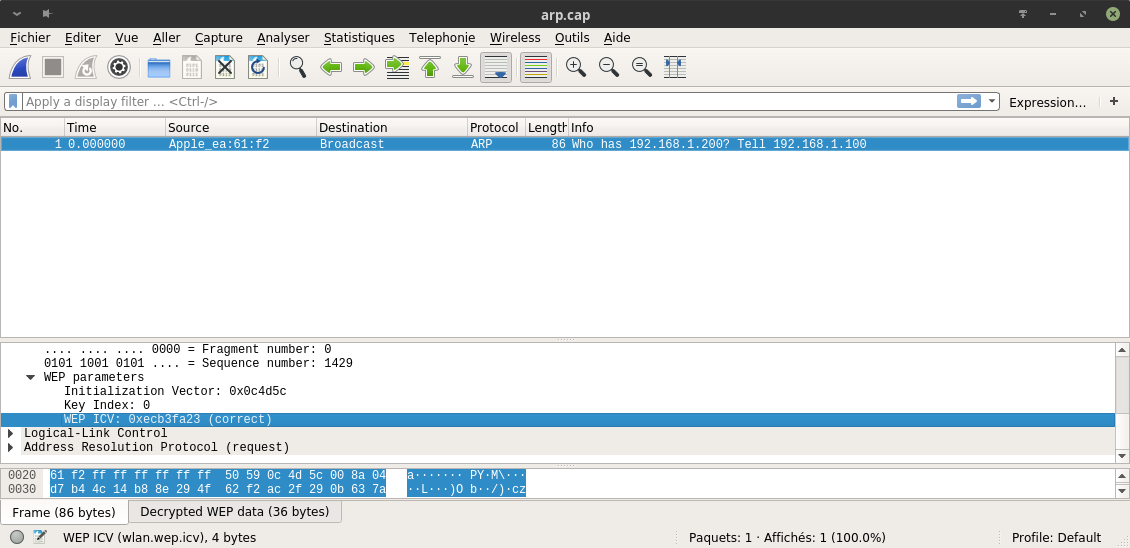 arp.cap
Fichier Editer Vue Aller Capture Analyser Statistiques Telephonie Wireless Outils Aide
Apply a display filter ... <Ctrl-/> Expression... +
No. Time Source Destination Protocol Length Info
1 0.000000 Apple_ea:61:f2 Broadcast ARP 86 Who has 192.168.1.200? Tell 192.168.1.100
.... .... .... 0000 = Fragment number: 0
0101 1001 0101 .... = Sequence number: 1429
WEP parameters
Initialization Vector: 0x0c4d5c
Key Index: 0
WEP ICV: 0xecb3fa23 (correct)
Logical-Link Control
Address Resolution Protocol (request)
0020 61 f2 ff ff ff ff ff ff 50 59 0c 4d 5c 00 8a 04 a······· PY·M\···
0030 d7 b4 4c 14 b8 8e 29 4f 62 f2 ac 2f 29 0b 63 7a ··L···)O b··/)·cz
Frame (86 bytes) Decrypted WEP data (36 bytes)
WEP ICV (wlan.wep.icv), 4 bytes Paquets: 1 · Affichés: 1 (100.0%) Profile: Default